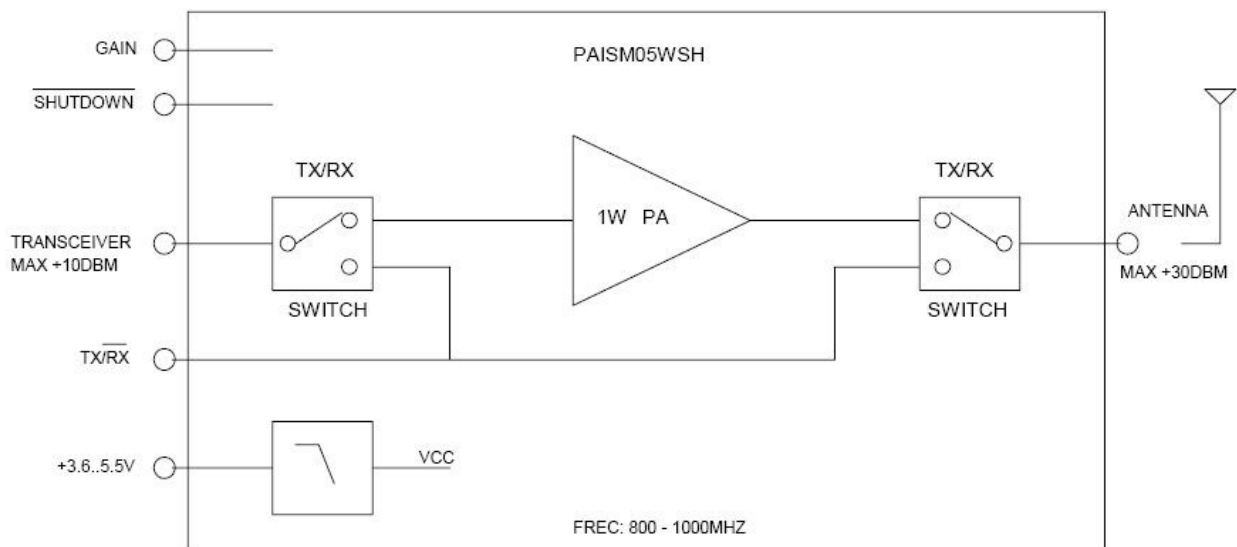 GAIN
PAISM05WSH
SHUTDOWN
TX/RX
TX/RX
1W PA
ANTENNA
TRANSCEIVER
MAX +10DBM
MAX +30DBM
SWITCH
SWITCH
TX/RX
+3.6..5.5V
VCC
FREC: 800 - 1000MHZ